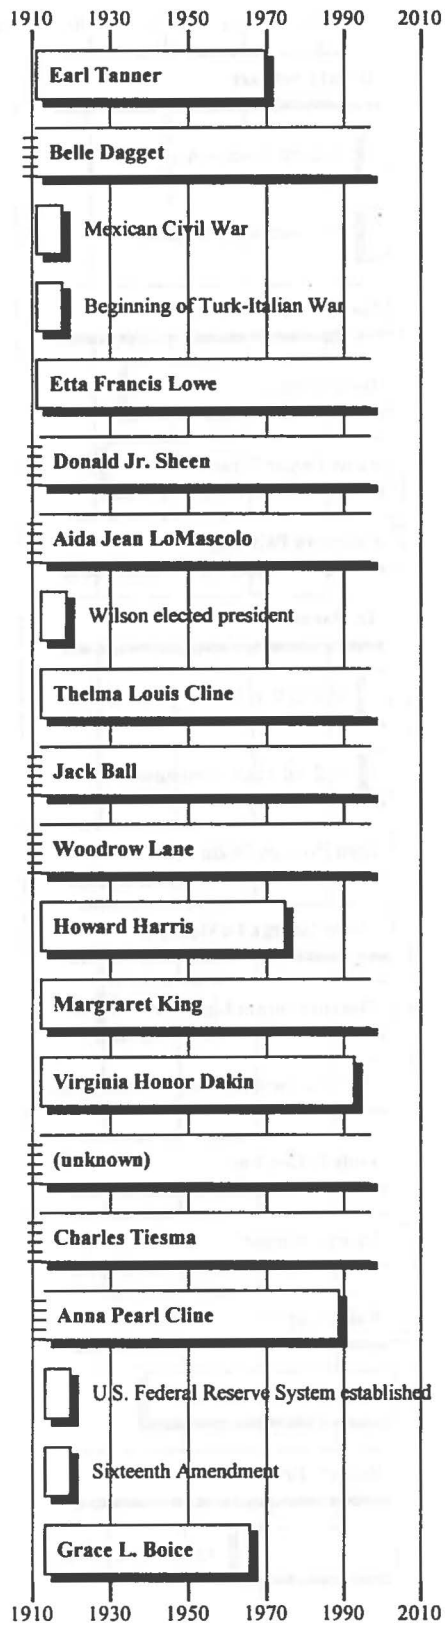 1910 1930 1950 1970 1990 2010
Earl Tanner
Belle Dagget
Mexican Civil War
Beginning of Turk-Italian War
Etta Francis Lowe
Donald Jr. Sheen
Aida Jean LoMascolo
Wilson elected president
Thelma Louis Cline
Jack Ball
Woodrow Lane
Howard Harris
Margraret King
Virginia Honor Dakin
(unknown)
Charles Tiesma
Anna Pearl Cline
U.S. Federal Reserve System established
Sixteenth Amendment
Grace L. Boice
1910 1930 1950 1970 1990 2010